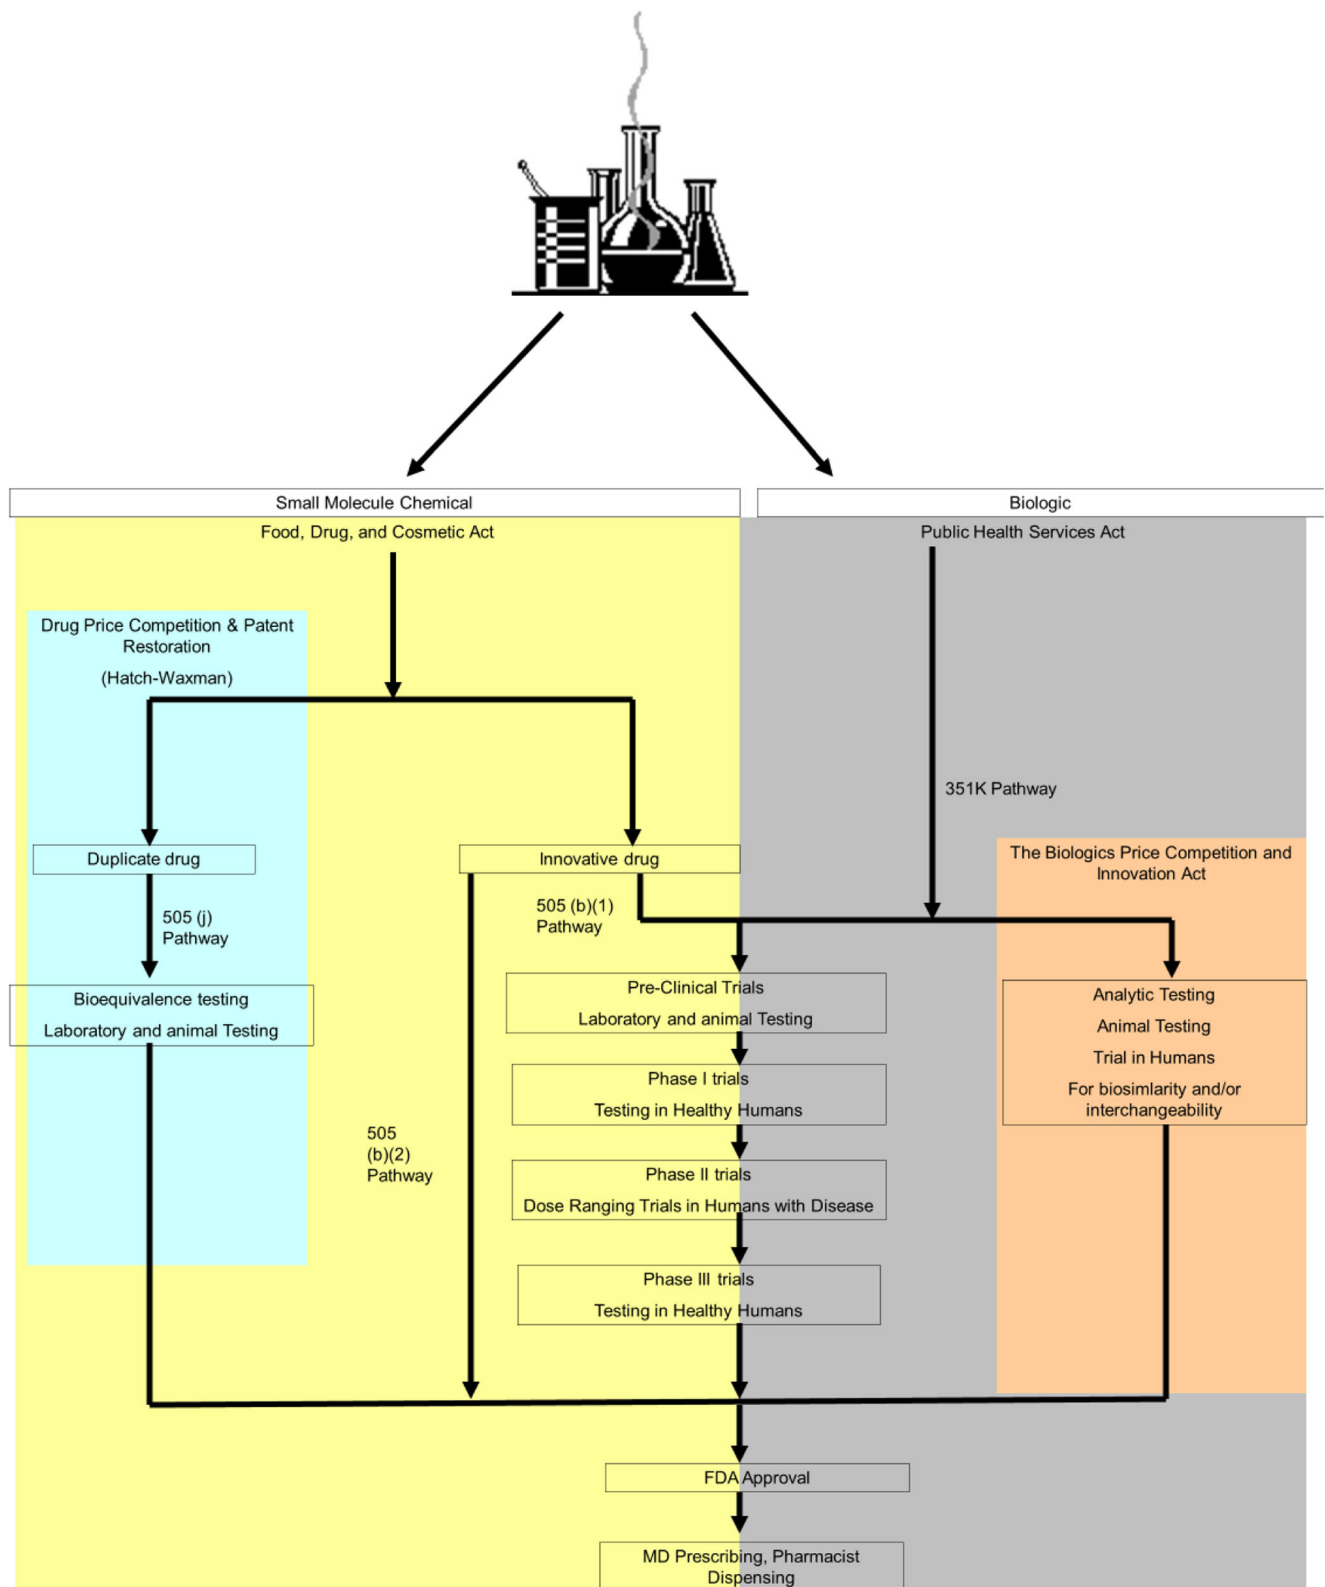 Small Molecule Chemical
Biologic
Food, Drug, and Cosmetic Act
Public Health Services Act
Drug Price Competition & Patent
Restoration
(Hatch-Waxman)
351K Pathway
Duplicate drug
Innovative drug
The Biologics Price Competition and
Innovation Act
505 (j)
Pathway
505 (b)(1)
Pathway
Bioequivalence testing
Laboratory and animal Testing
Pre-Clinical Trials
Laboratory and animal Testing
Analytic Testing
Animal Testing
Trial in Humans
For biosimlarity and/or
interchangeability
Phase I trials
Testing in Healthy Humans
505
(b)(2)
Pathway
Phase II trials
Dose Ranging Trials in Humans with Disease
Phase III trials
Testing in Healthy Humans
FDA Approval
MD Prescribing, Pharmacist
Dispensing